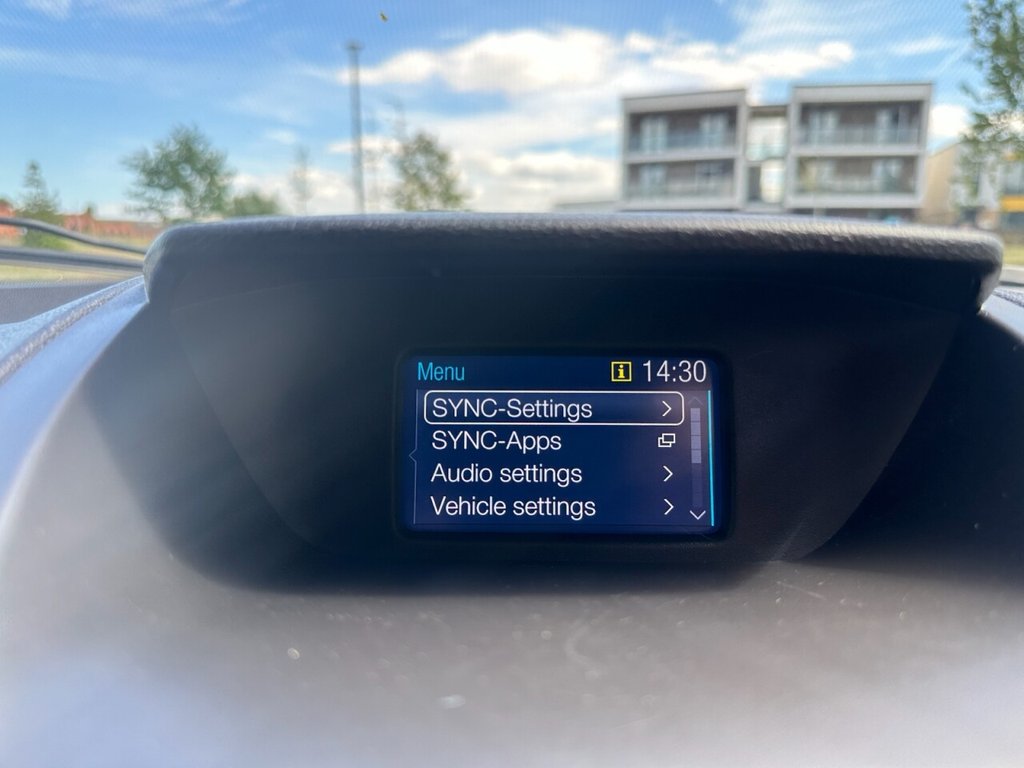 Menu i 14:30
SYNC-Settings
SYNC-Apps
Audio settings
Vehicle settings